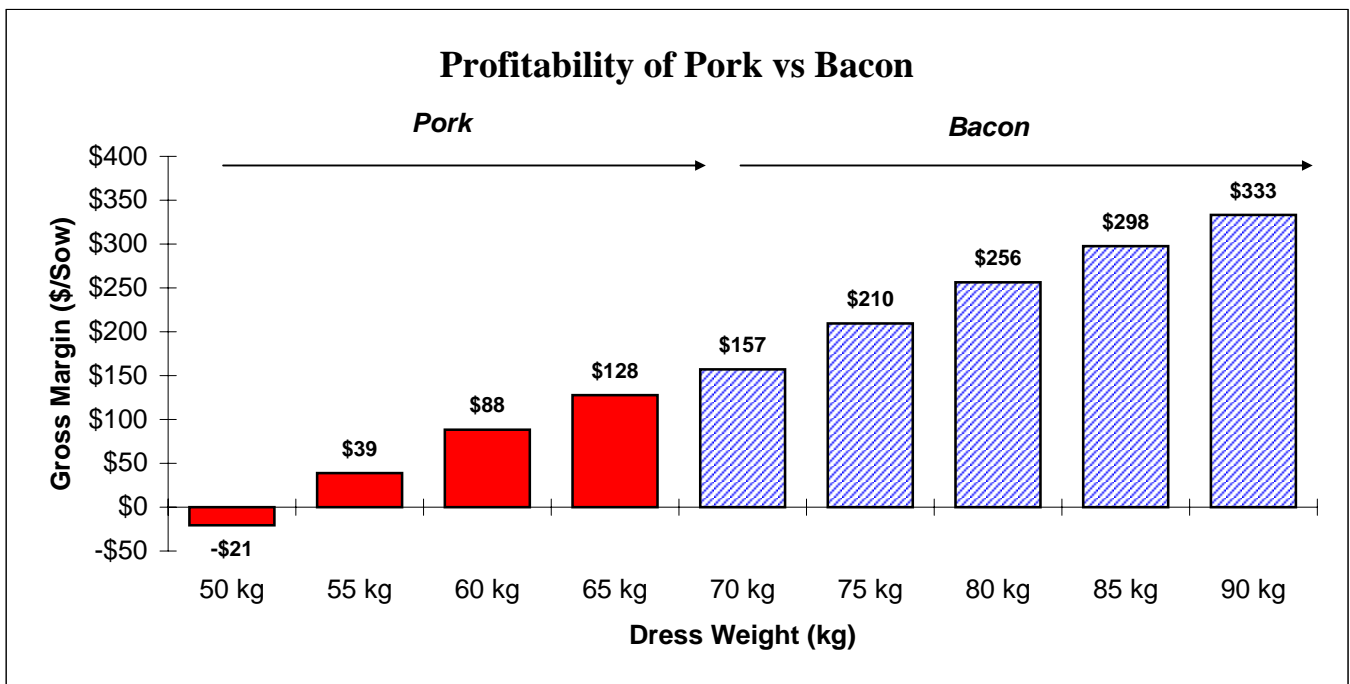 Profitability of Pork vs Bacon
Pork
Bacon
$400
$350
$300
$250
$200
$150
$100
$50
$0
-$50
Gross Margin ($/Sow)
-$21
$39
$88
$128
$157
$210
$256
$298
$333
50 kg
55 kg
60 kg
65 kg
70 kg
75 kg
80 kg
85 kg
90 kg
Dress Weight (kg)